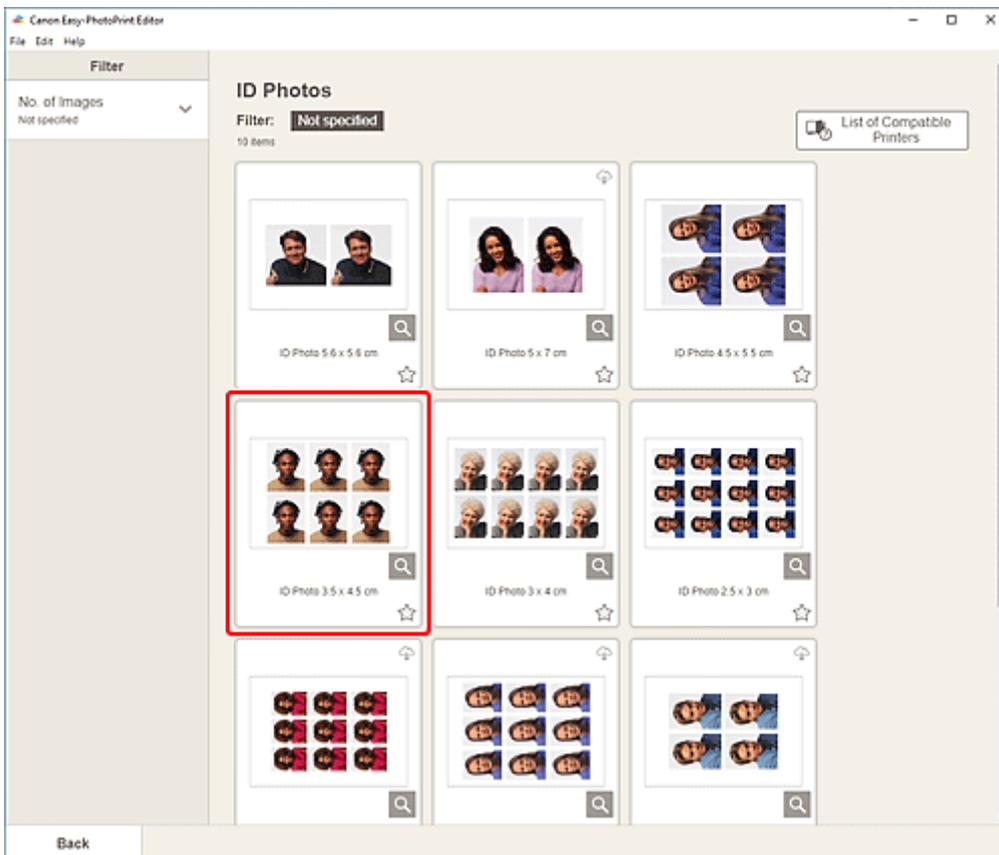 Canon Easy-PhotoPrint Editor
File Edit Help
Filter
No. of Images
Not specified
ID Photos
Filter: Not specified
10 items
List of Compatible
Printers
ID Photo 5.6 x 5.6 cm
ID Photo 5 x 7 cm
ID Photo 4.5 x 5.5 cm
ID Photo 3.5 x 4.5 cm
ID Photo 3 x 4 cm
ID Photo 2.5 x 3 cm
Back